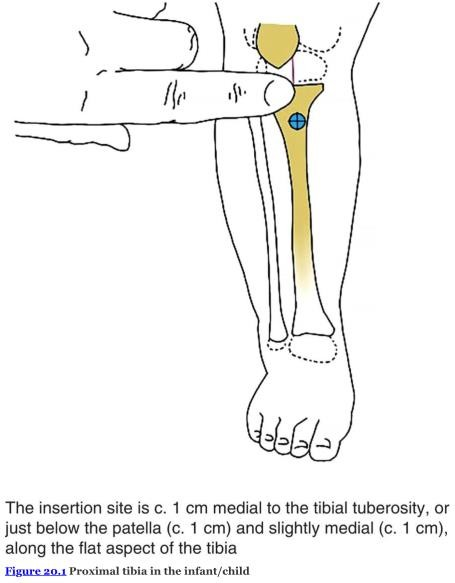 The insertion site is c. 1 cm medial to the tibial tuberosity, or
just below the patella (c. 1 cm) and slightly medial (c. 1 cm),
along the flat aspect of the tibia
Figure 20.1 Proximal tibia in the infant/child